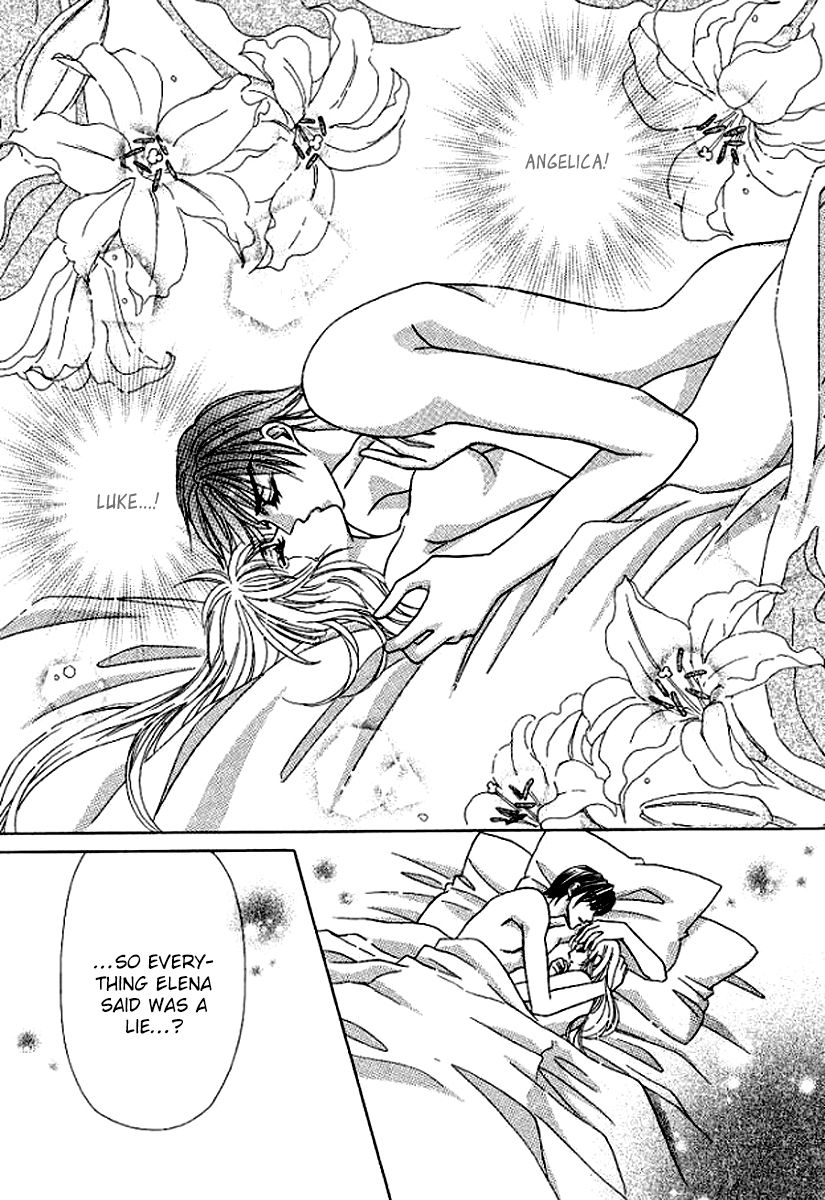 ANGELICA!
LUKE...!
...SO EVERY-
THING ELENA
SAID WAS A
LIE...?